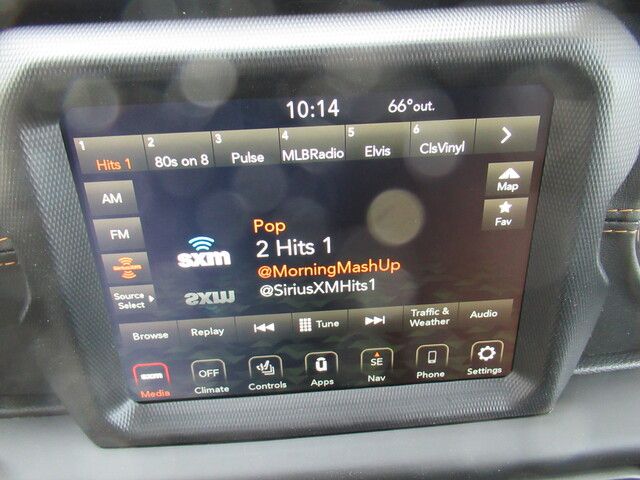 10:14 66° out.
1 Hits 1 2 80s on 8 3 Pulse 4 MLBRadio 5 Elvis 6 ClsVinyl
AM
Map
FM
Fav
Pop
sxm 2 Hits 1
SiriusXM @MorningMashUp
Source Select @SiriusXMHits1
Browse Replay Tune Traffic & Weather Audio
sxm OFF SE
Media Climate Controls Apps Nav Phone Settings